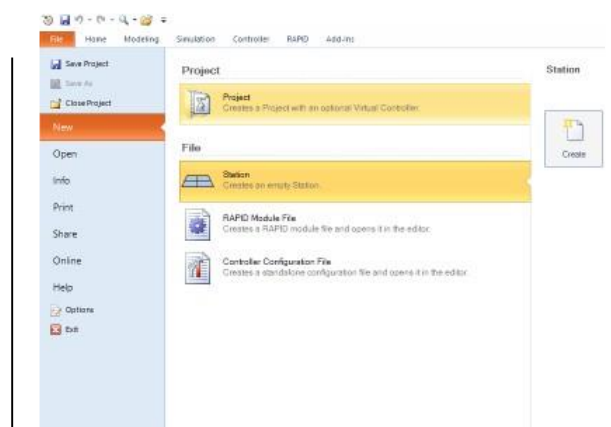 File Home Modeling Simulation Controller RAPID Add-Ins
Save Project
Save As
Close Project
New
Open
Info
Print
Share
Online
Help
Options
Exit
Project
Project
Creates a Project with an optional Virtual Controller.
File
Station
Creates an empty Station.
RAPID Module File
Creates a RAPID module file and opens it in the editor.
Controller Configuration File
Creates a standalone configuration file and opens it in the editor.
Station
Create